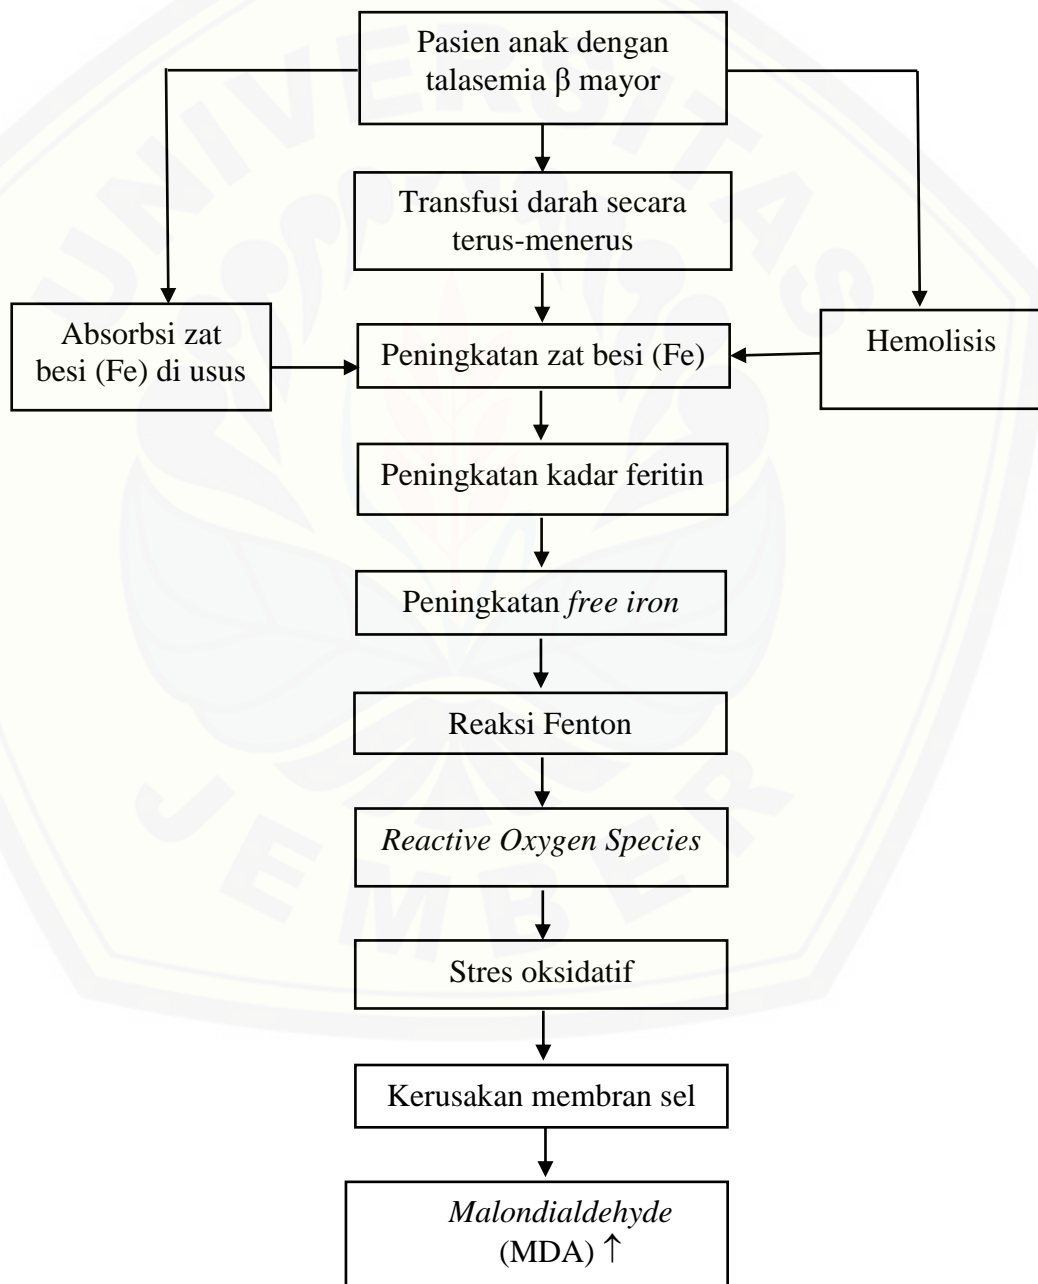 Pasien anak dengan
talasemia β mayor
Transfusi darah secara
terus-menerus
Absorbsi zat
besi (Fe) di usus
Peningkatan zat besi (Fe)
Hemolisis
Peningkatan kadar feritin
Peningkatan free iron
Reaksi Fenton
Reactive Oxygen Species
Stres oksidatif
Kerusakan membran sel
Malondialdehyde
(MDA) ↑
UNIVERSITAS
JEMBER